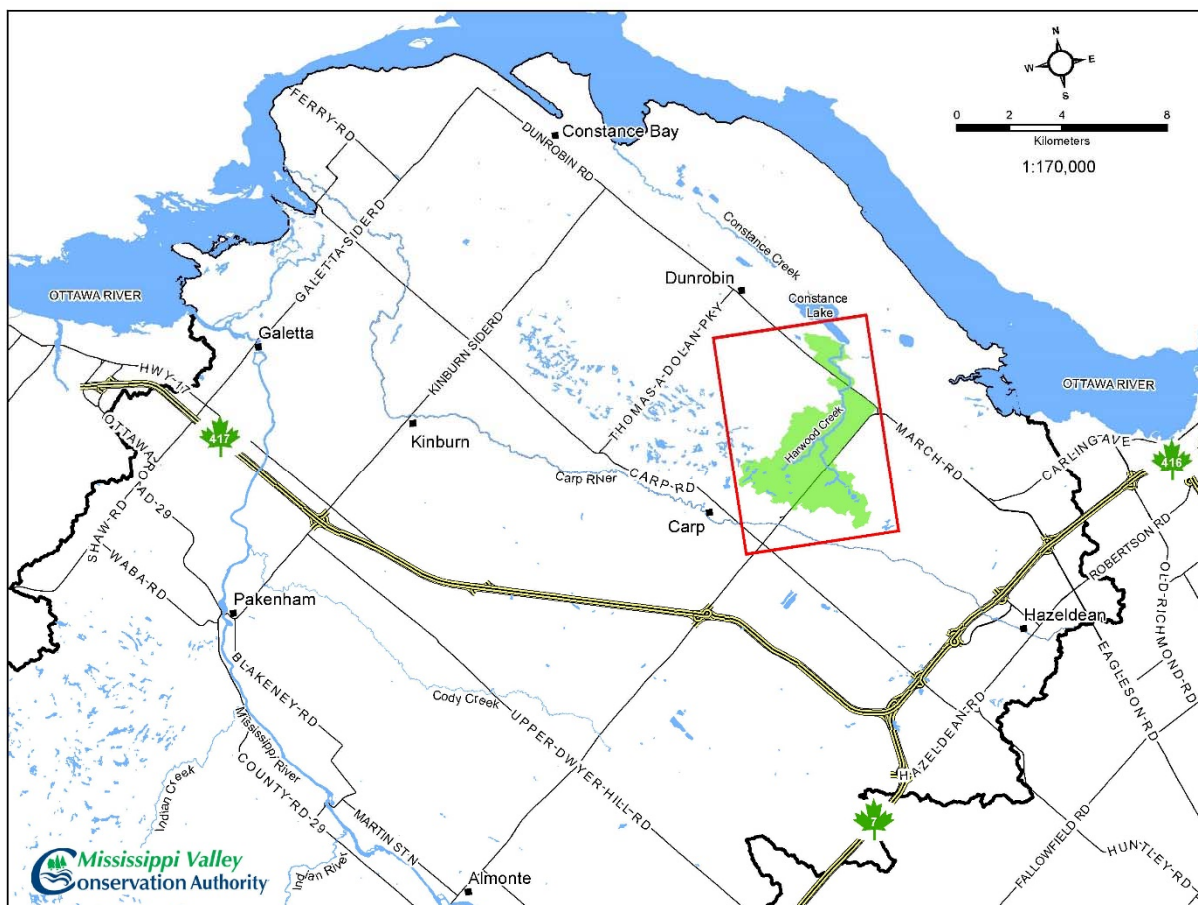 N
W E
S
0 2 4 8
Kilometers
1:170,000
FERRY-RD
Constance Bay
DUNROBIN RD
GALETTA-SIDERD
Constance Creek
Dunrobin
Constance
Lake
OTTAWA RIVER
THOMAS-A-DOLAN-PKY
Galetta
KINBURN SIDERD
HWY-17
OTTAWA RIVER
417
Kinburn
Harwood Creek
MARCH-RD
CARLING-AVE
416
OTTAWA-ROAD-29
Carp River
CARP-RD
Carp
SHAW-RD
WABA-RD
ROBERTSON RD
OLD-RICHMOND-RD
Pakenham
Hazeldean
BLAKENEY-RD
EAGLESON-RD
Cody Creek
UPPER-DWYER-HILL-RD
HAZELDEAN-RD
Mississippi River
Indian Creek
COUNTY-RD-29
MARTIN ST N
7
FALLOWFIELD RD
HUNTLEY-RD
Indian River
Almonte
Mississippi Valley
Conservation Authority